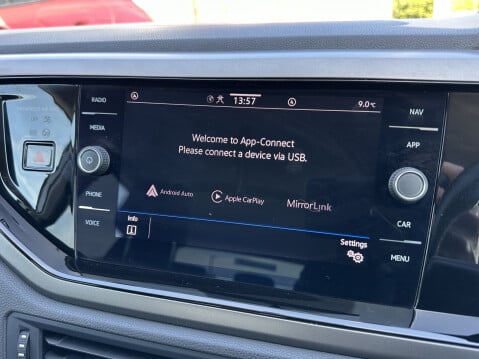 RADIO
MEDIA
PHONE
VOICE
13:57
9.0°C
Welcome to App-Connect
Please connect a device via USB.
Android Auto
Apple CarPlay
MirrorLink
Info
Settings
NAV
APP
CAR
MENU